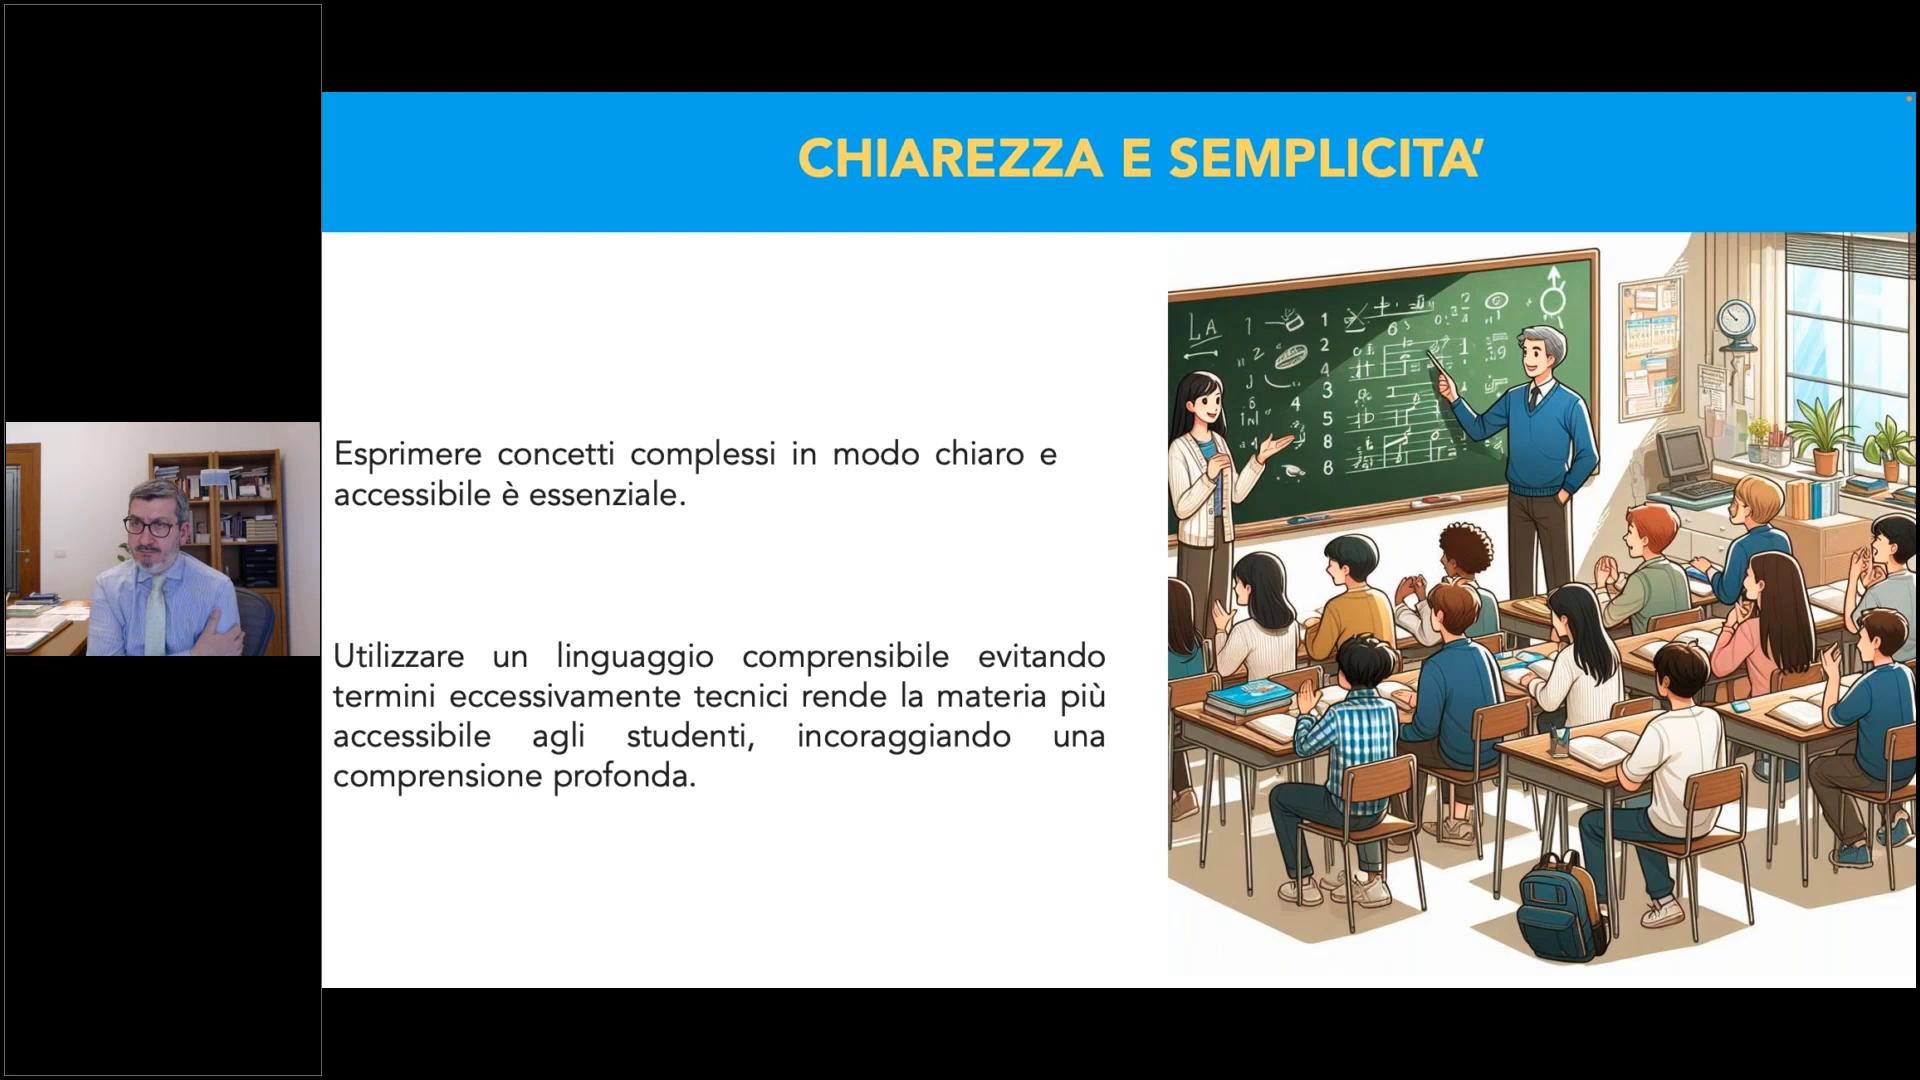 CHIAREZZA E SEMPLICITA’
Esprimere concetti complessi in modo chiaro e
accessibile è essenziale.
Utilizzare un linguaggio comprensibile evitando
termini eccessivamente tecnici rende la materia più
accessibile agli studenti, incoraggiando una
comprensione profonda.